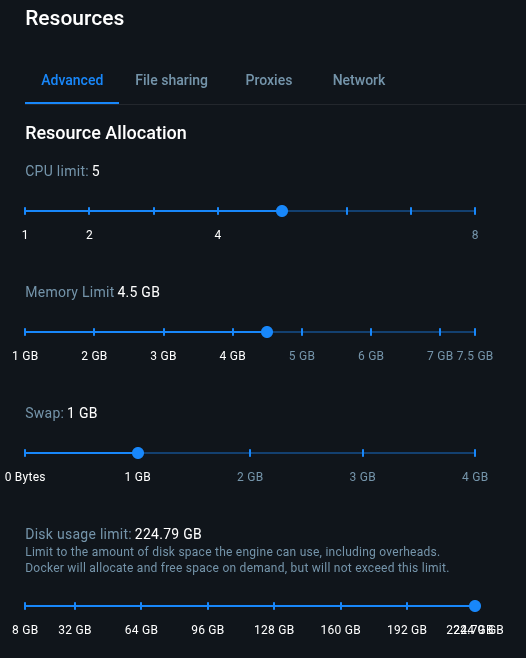 Resources
Advanced File sharing Proxies Network
Resource Allocation
CPU limit: 5
1 2 4 8
Memory Limit 4.5 GB
1 GB 2 GB 3 GB 4 GB 5 GB 6 GB 7 GB 7.5 GB
Swap: 1 GB
0 Bytes 1 GB 2 GB 3 GB 4 GB
Disk usage limit: 224.79 GB
Limit to the amount of disk space the engine can use, including overheads.
Docker will allocate and free space on demand, but will not exceed this limit.
8 GB 32 GB 64 GB 96 GB 128 GB 160 GB 192 GB